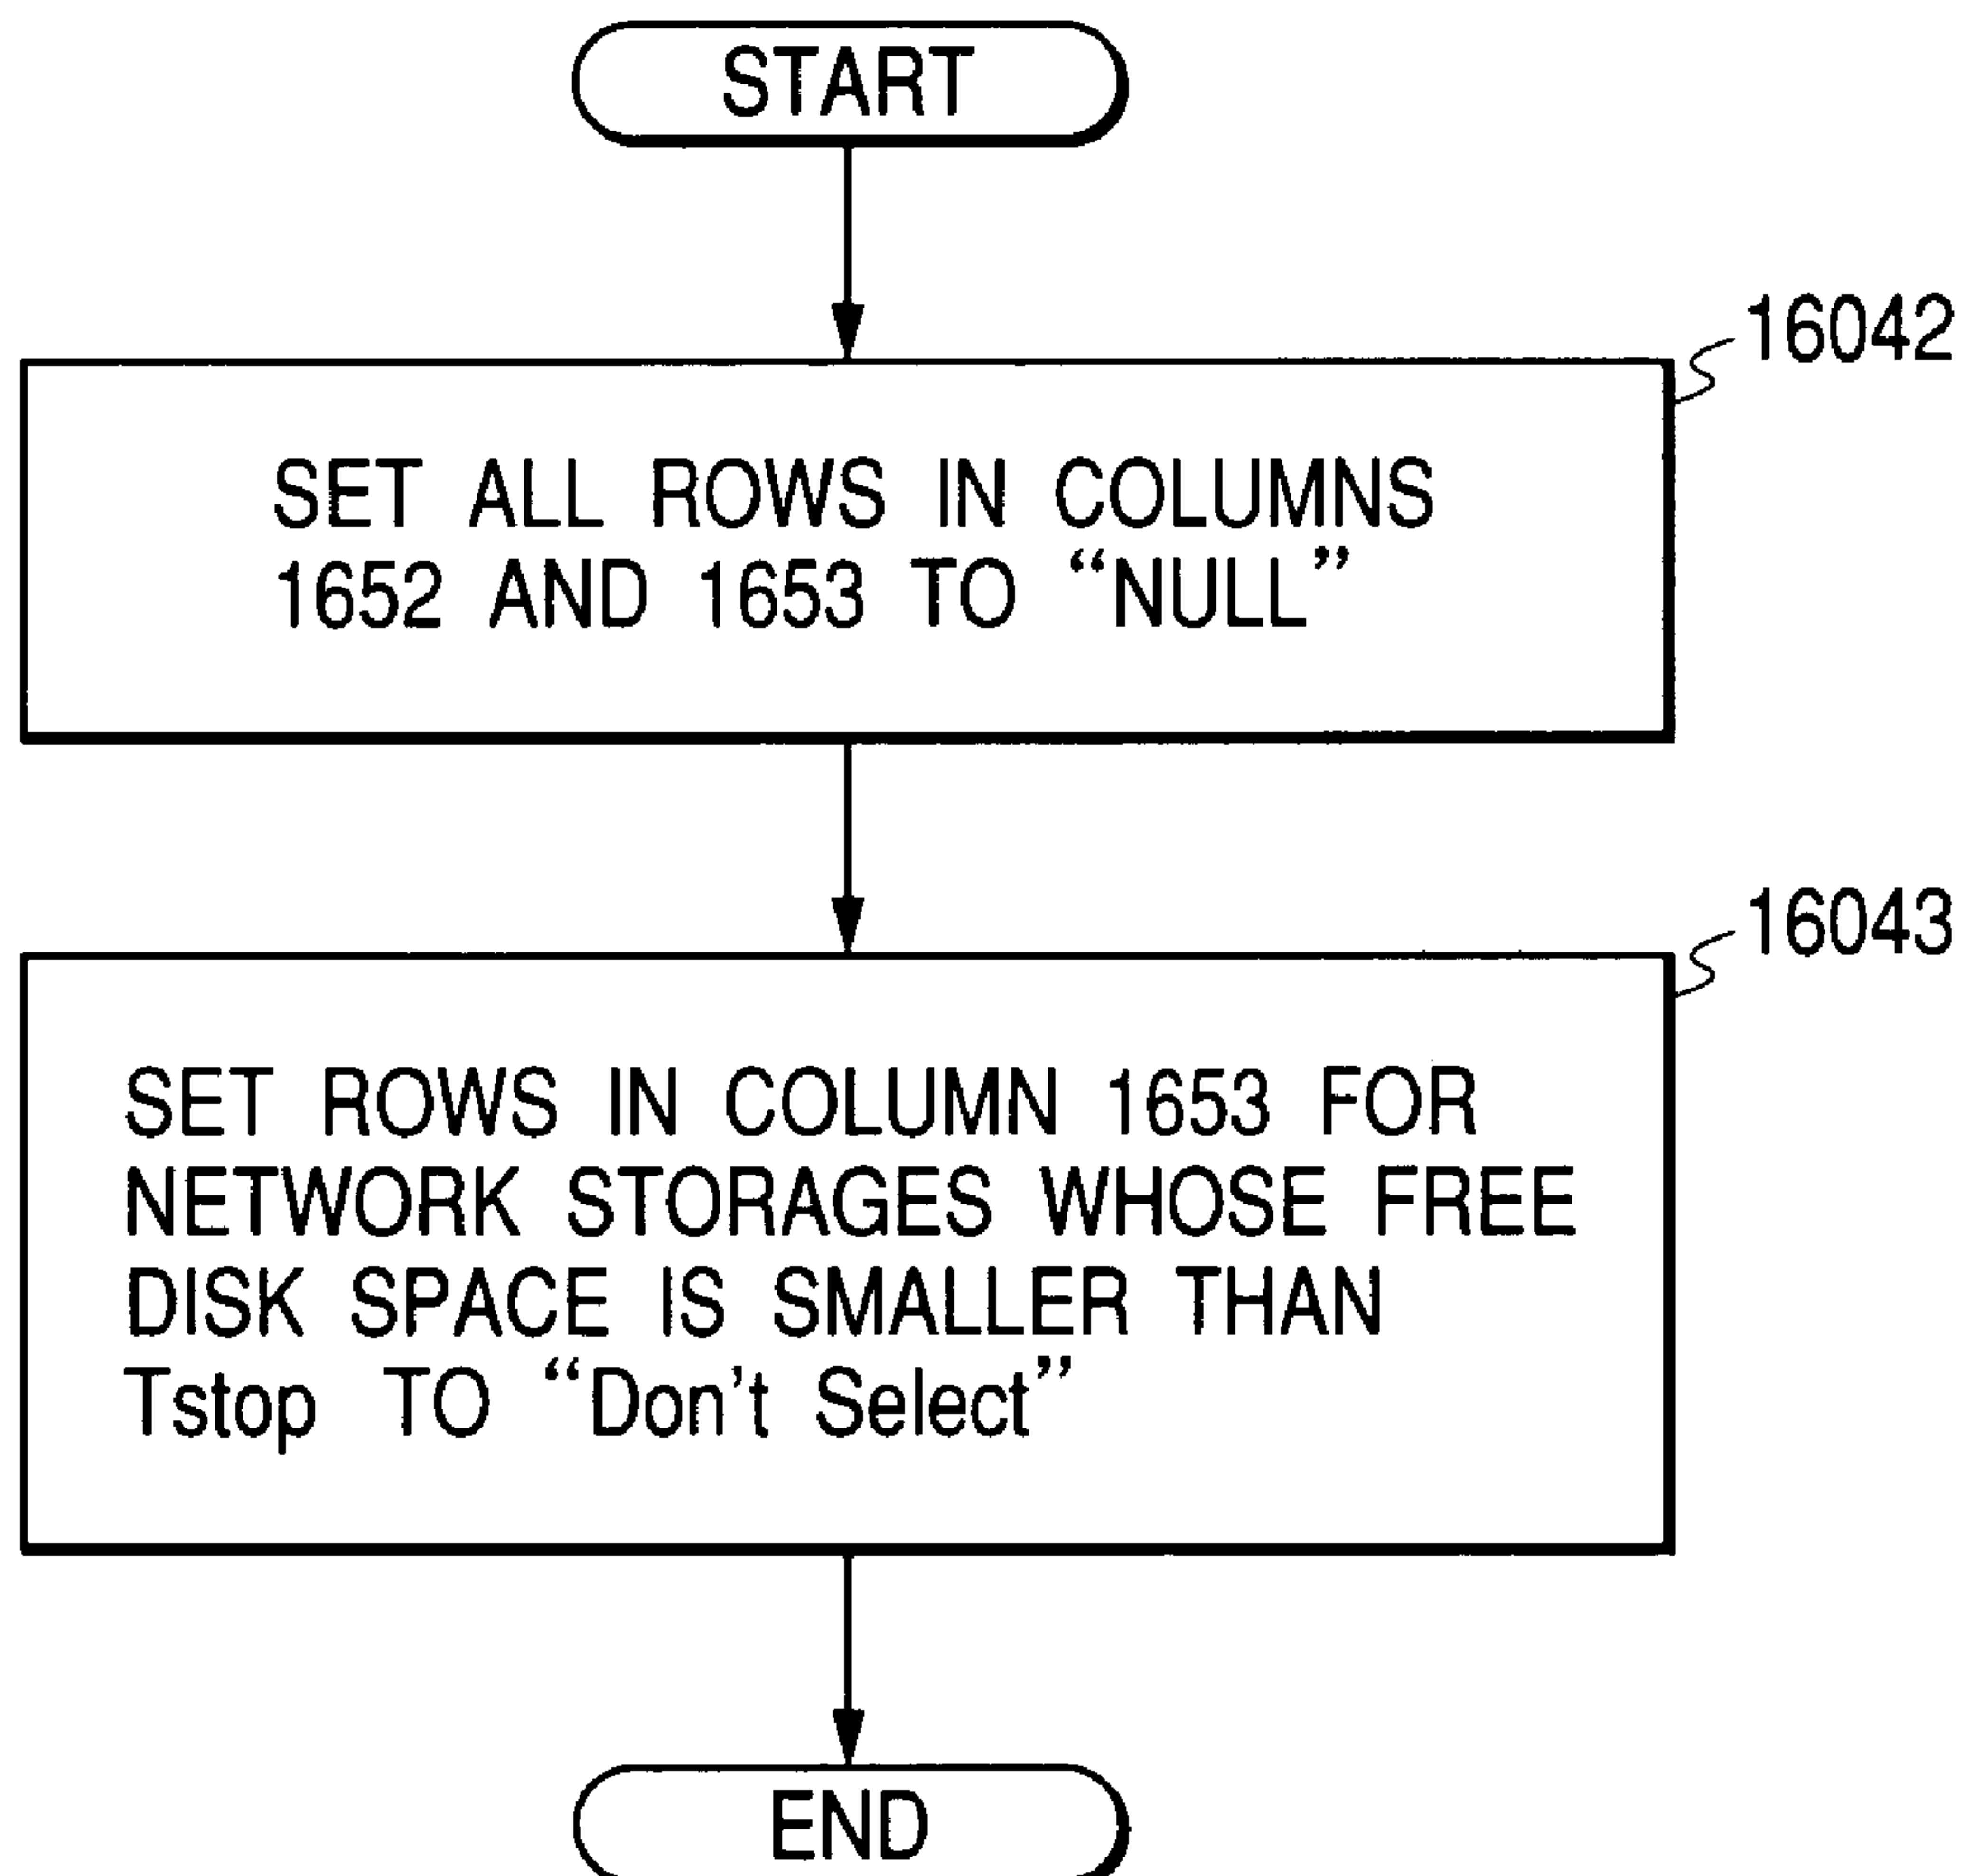 START
16042
SET ALL ROWS IN COLUMNS
1652 AND 1653 TO “NULL”
16043
SET ROWS IN COLUMN 1653 FOR
NETWORK STORAGES WHOSE FREE
DISK SPACE IS SMALLER THAN
Tstop TO “Don't Select”
END